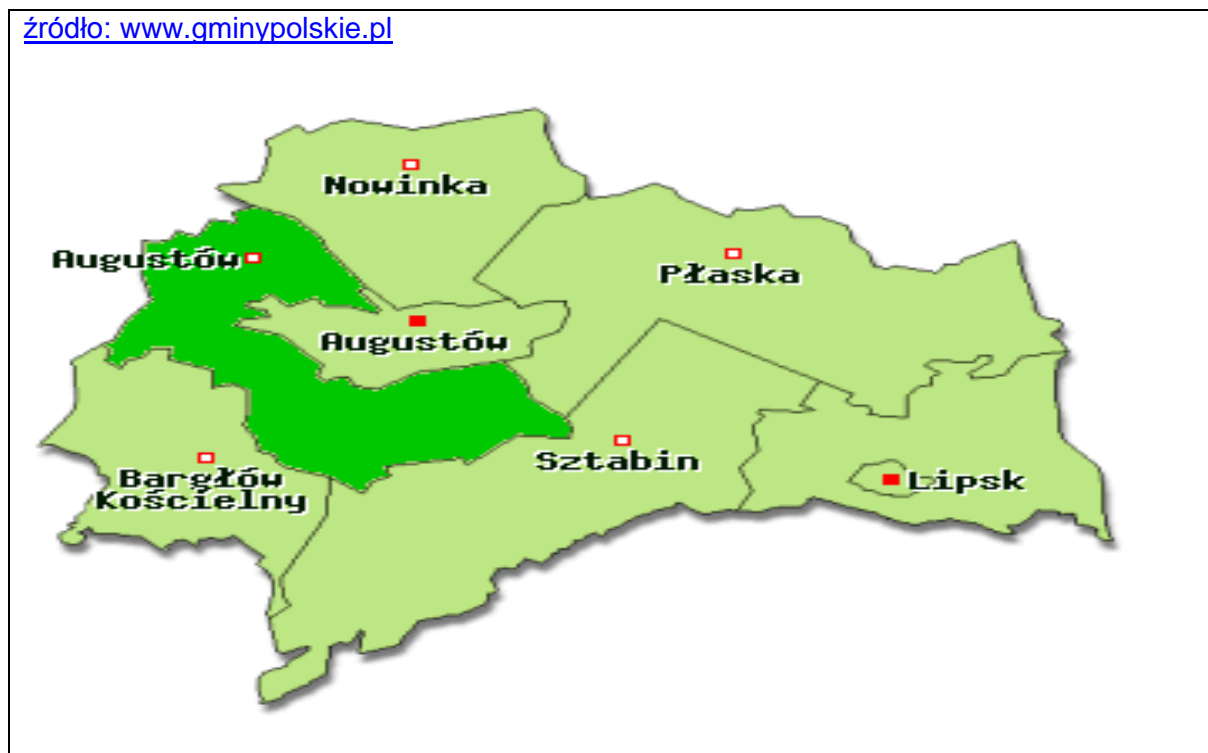 źródło: www.gminypolskie.pl
Nowinka
Augustów
Płaska
Augustów
Sztabin
Bargłów
Kościelny
Lipsk